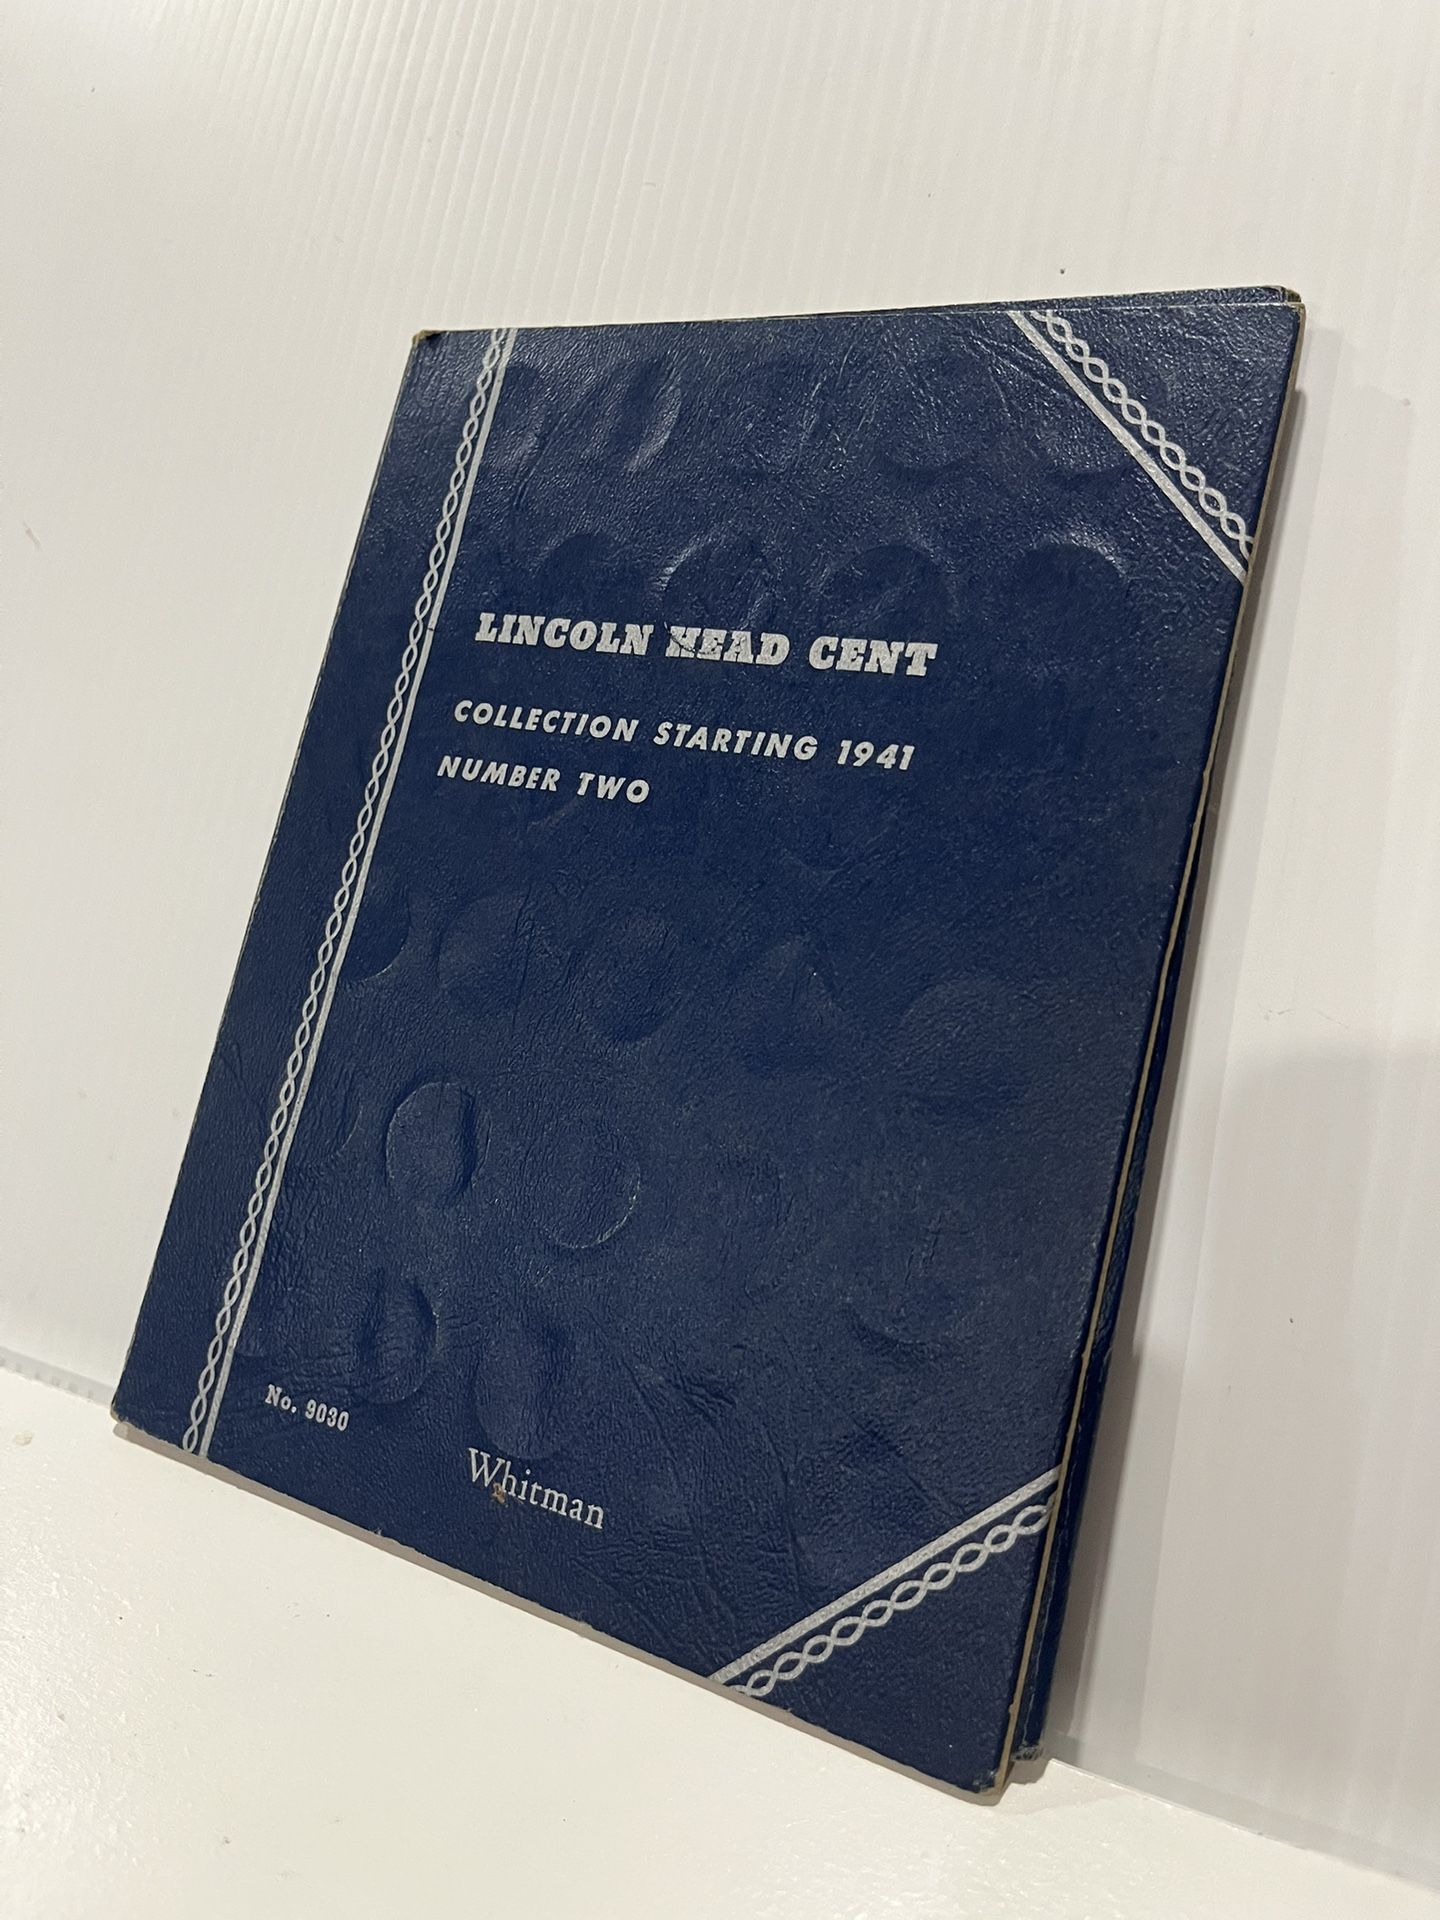 LINCOLN HEAD CENT
COLLECTION STARTING 1941
NUMBER TWO
No. 9030
Whitman